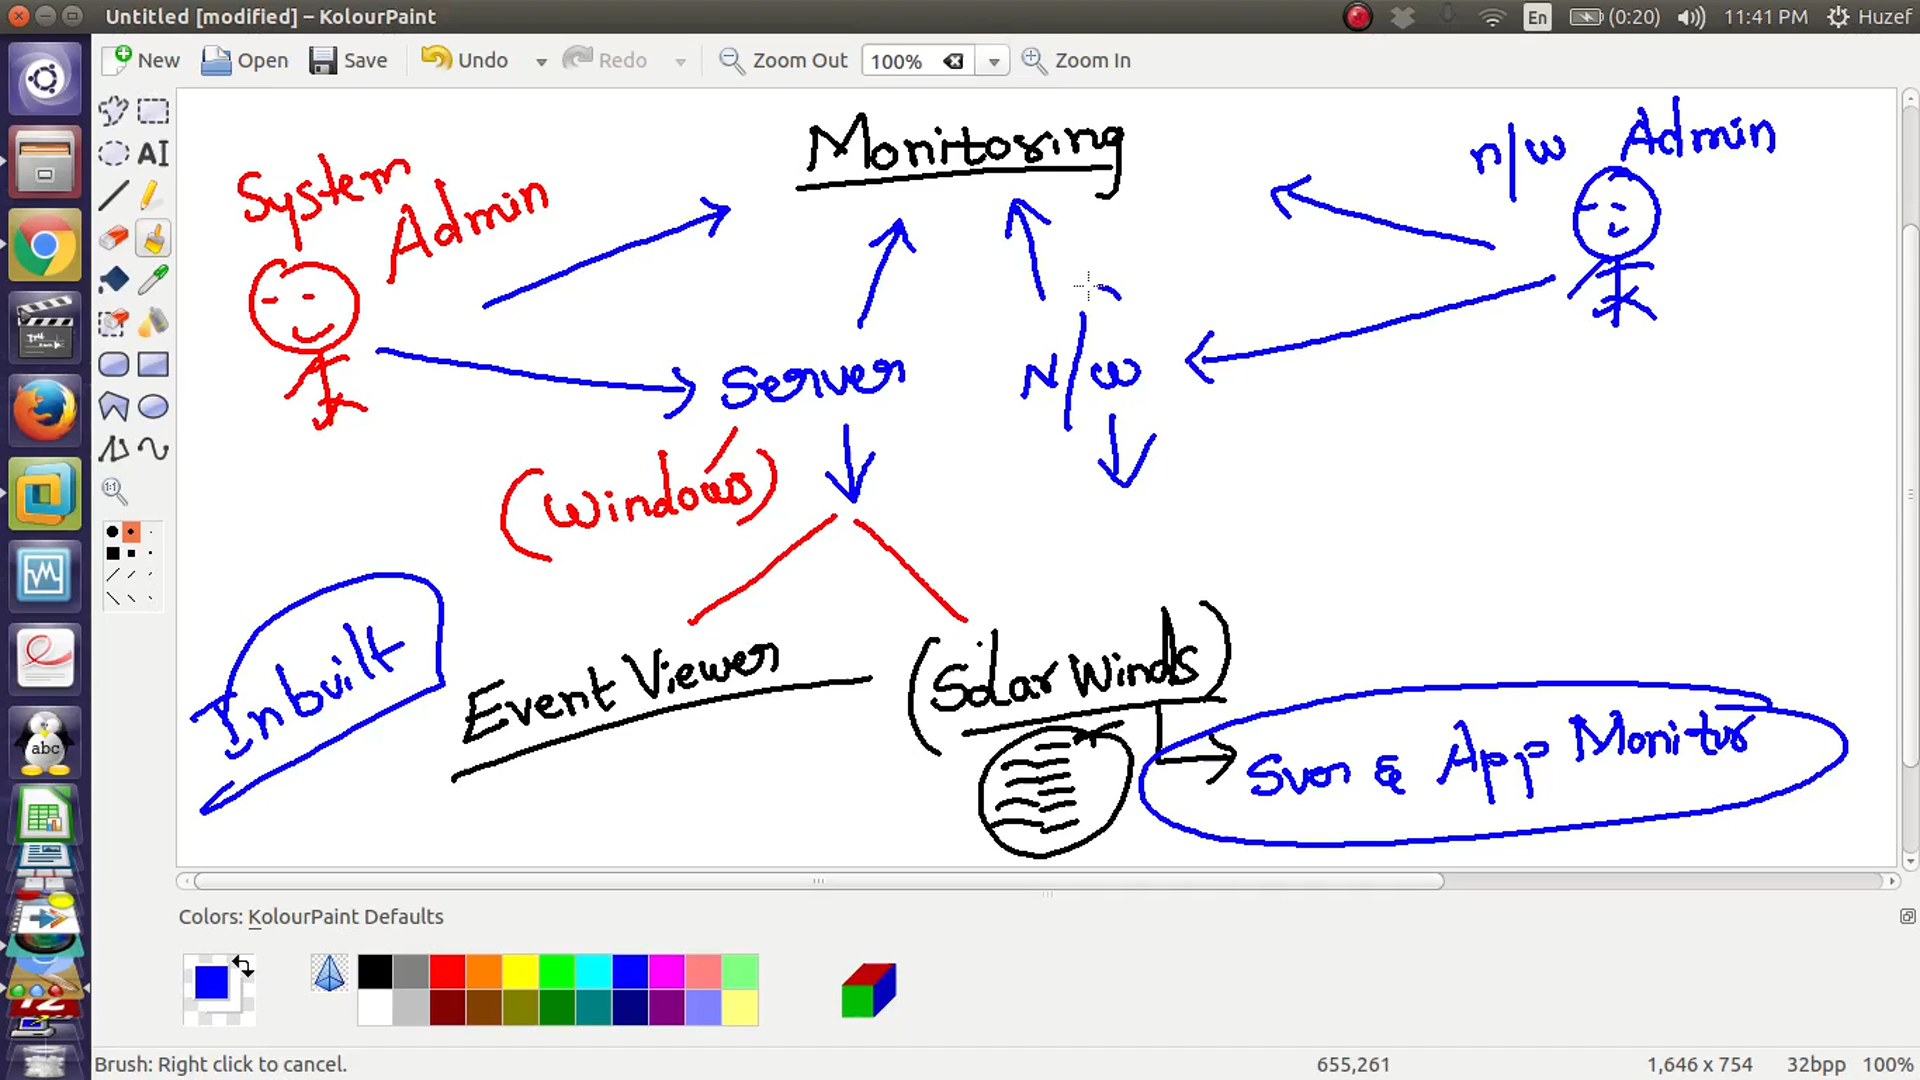 Untitled [modified] – KolourPaint
En
(0:20)
11:41 PM
Huzef
New
Open
Save
Undo
Redo
Zoom Out
100%
Zoom In
Monitoring
System
Admin
n/w
Admin
Server
N/w
(Windows)
Inbuilt
Event Viewer
(Solar Winds)
& App Monitor
abc
Colors: KolourPaint Defaults
Brush: Right click to cancel.
655,261
1,646 x 754
32bpp
100%